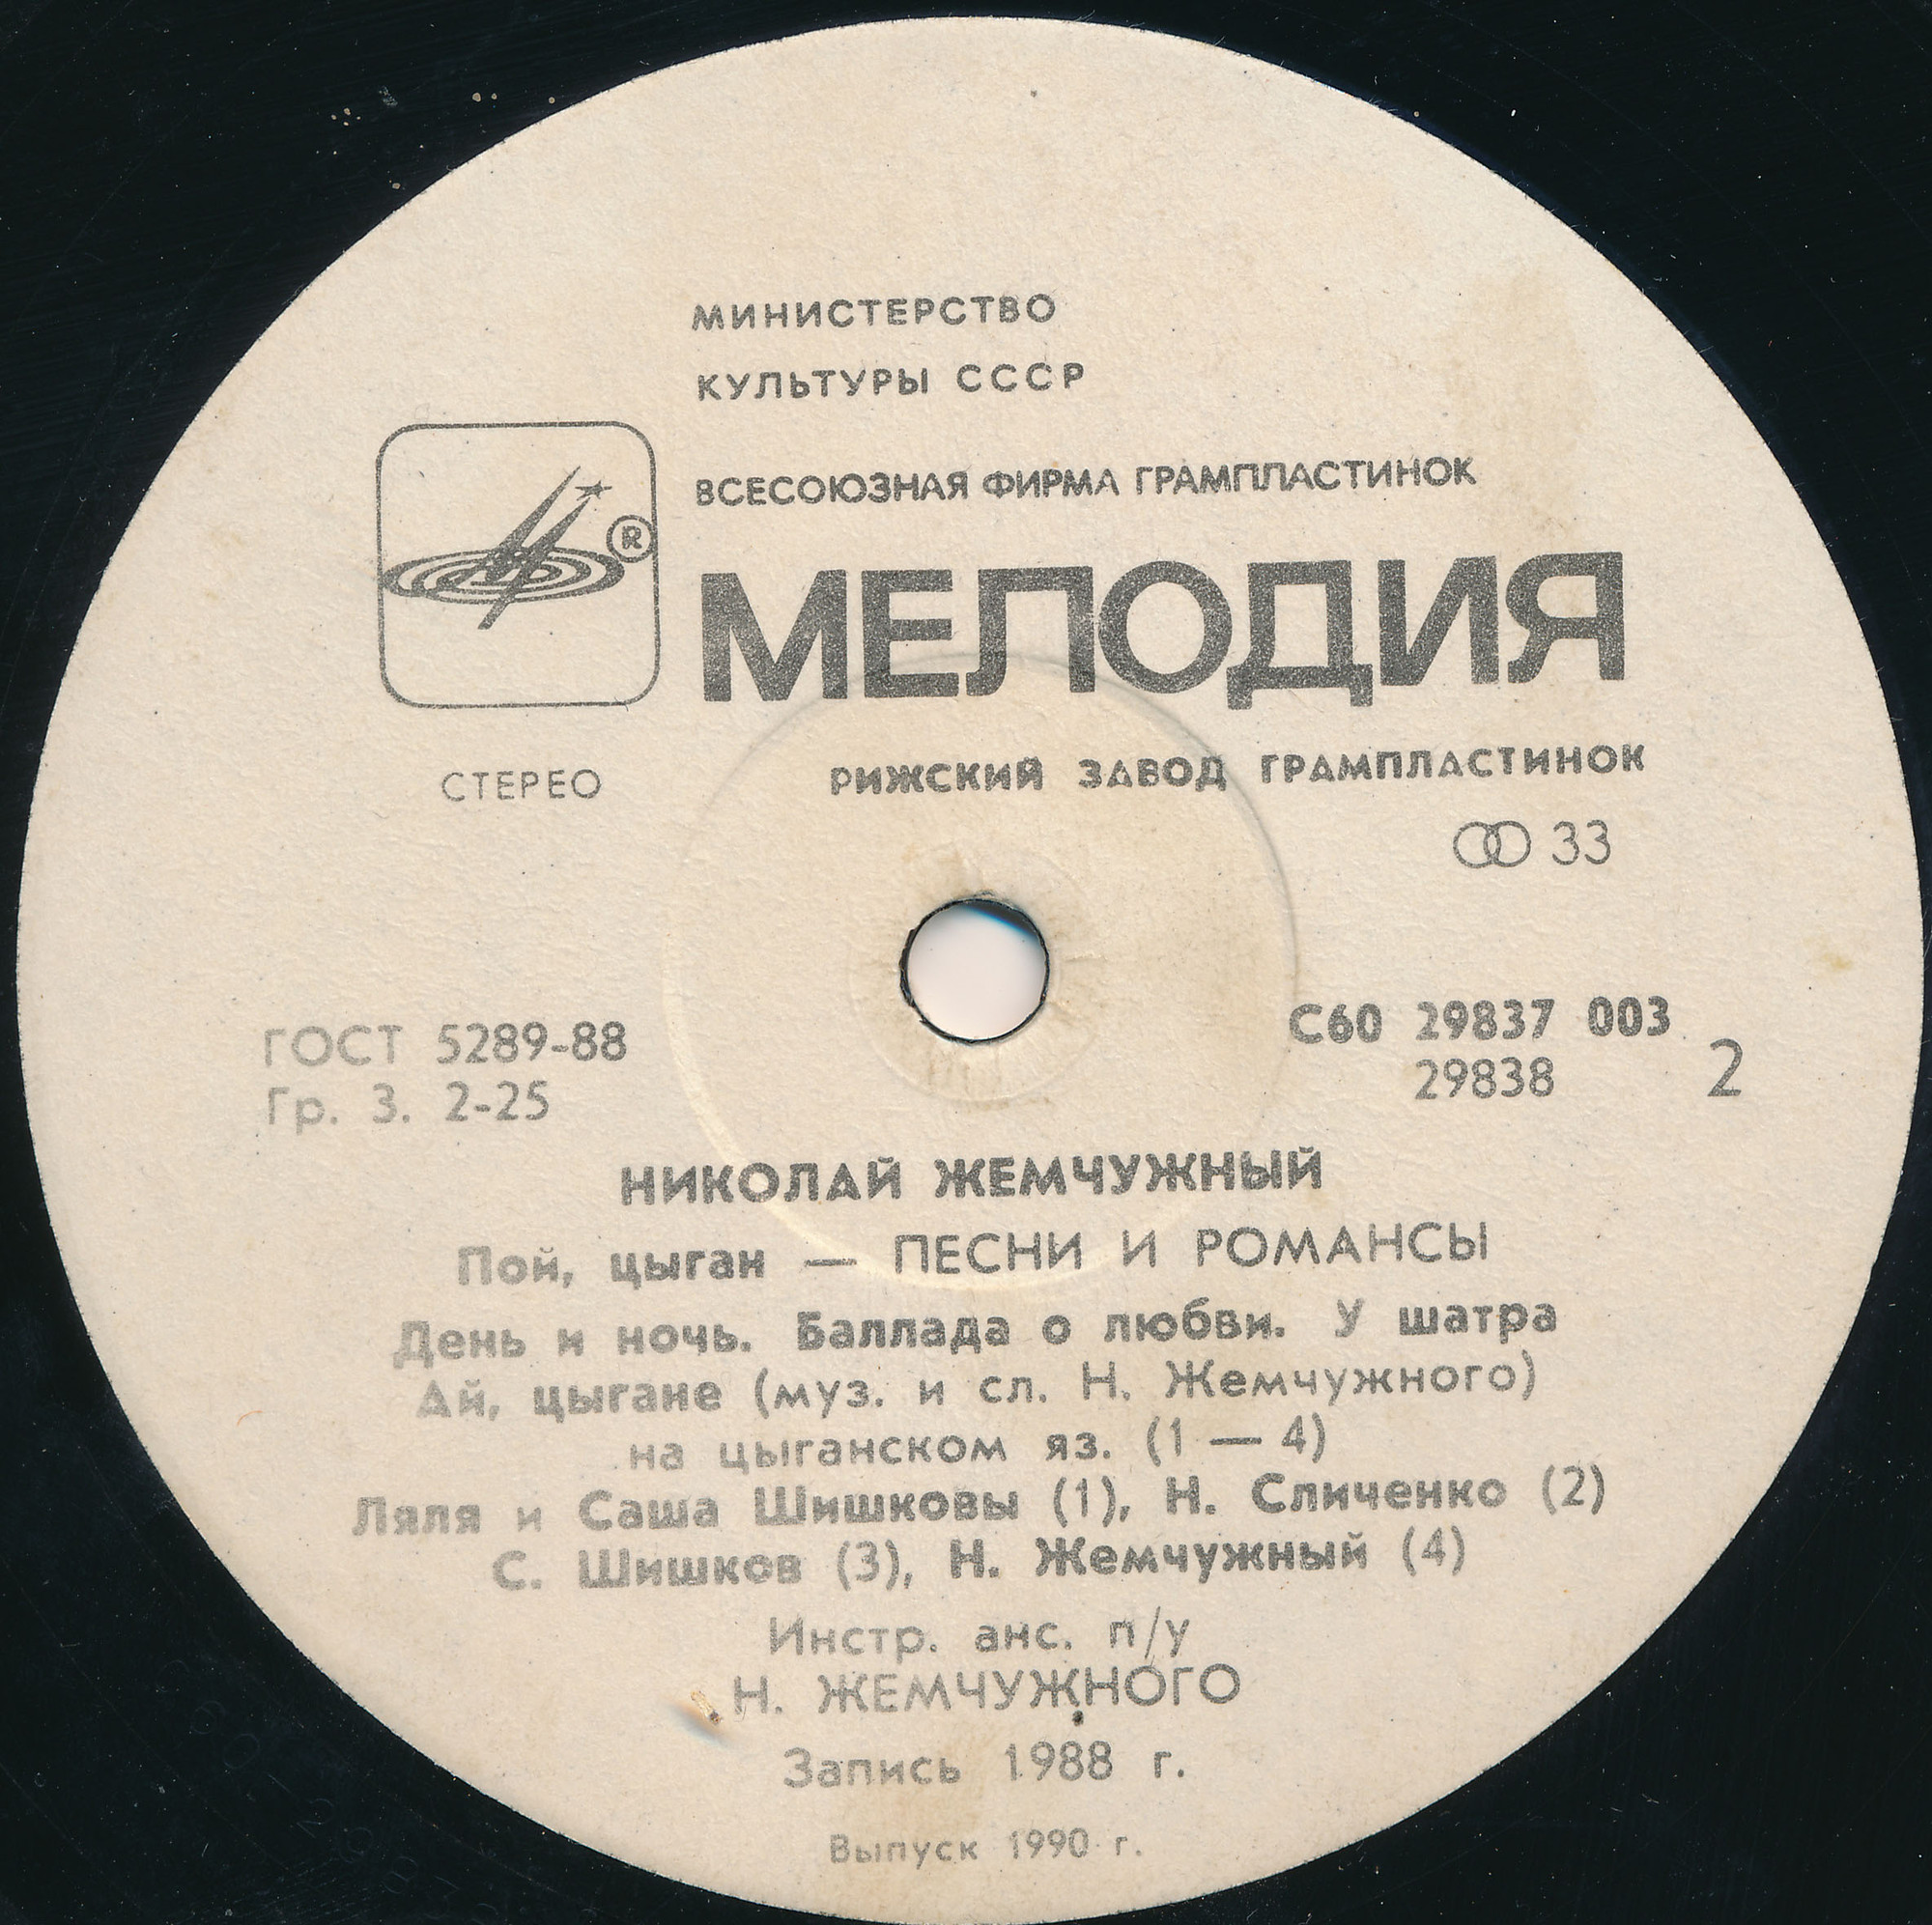 МИНИСТЕРСТВО
КУЛЬТУРЫ СССР
ВСЕСОЮЗНАЯ ФИРМА ГРАМПЛАСТИНОК
®
МЕЛОДИЯ
СТЕРЕО
РИЖСКИЙ ЗАВОД ГРАМПЛАСТИНОК
33
ГОСТ 5289-88
Гр. 3. 2-25
С60 29837 003
29838
2
НИКОЛАЙ ЖЕМЧУЖНЫЙ
Пой, цыган — ПЕСНИ И РОМАНСЫ
День и ночь. Баллада о любви. У шатра
Ай, цыгане (муз. и сл. Н. Жемчужного)
на цыганском яз. (1 — 4)
Ляля и Саша Шишковы (1), Н. Сличенко (2)
С. Шишков (3), Н. Жемчужный (4)
Инстр. анс. п/у
Н. ЖЕМЧУЖНОГО
Запись 1988 г.
Выпуск 1990 г.